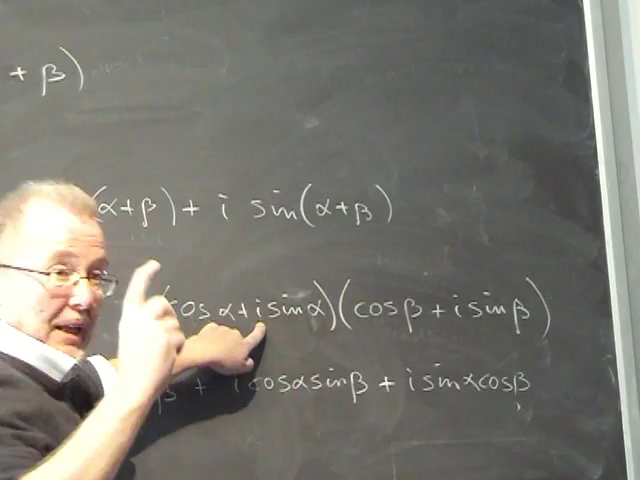 + β)
(α+β) + i sin(α+β)
(cos α + i sin α)(cos β + i sin β)
β + i cos α sin β + i sin α cos β